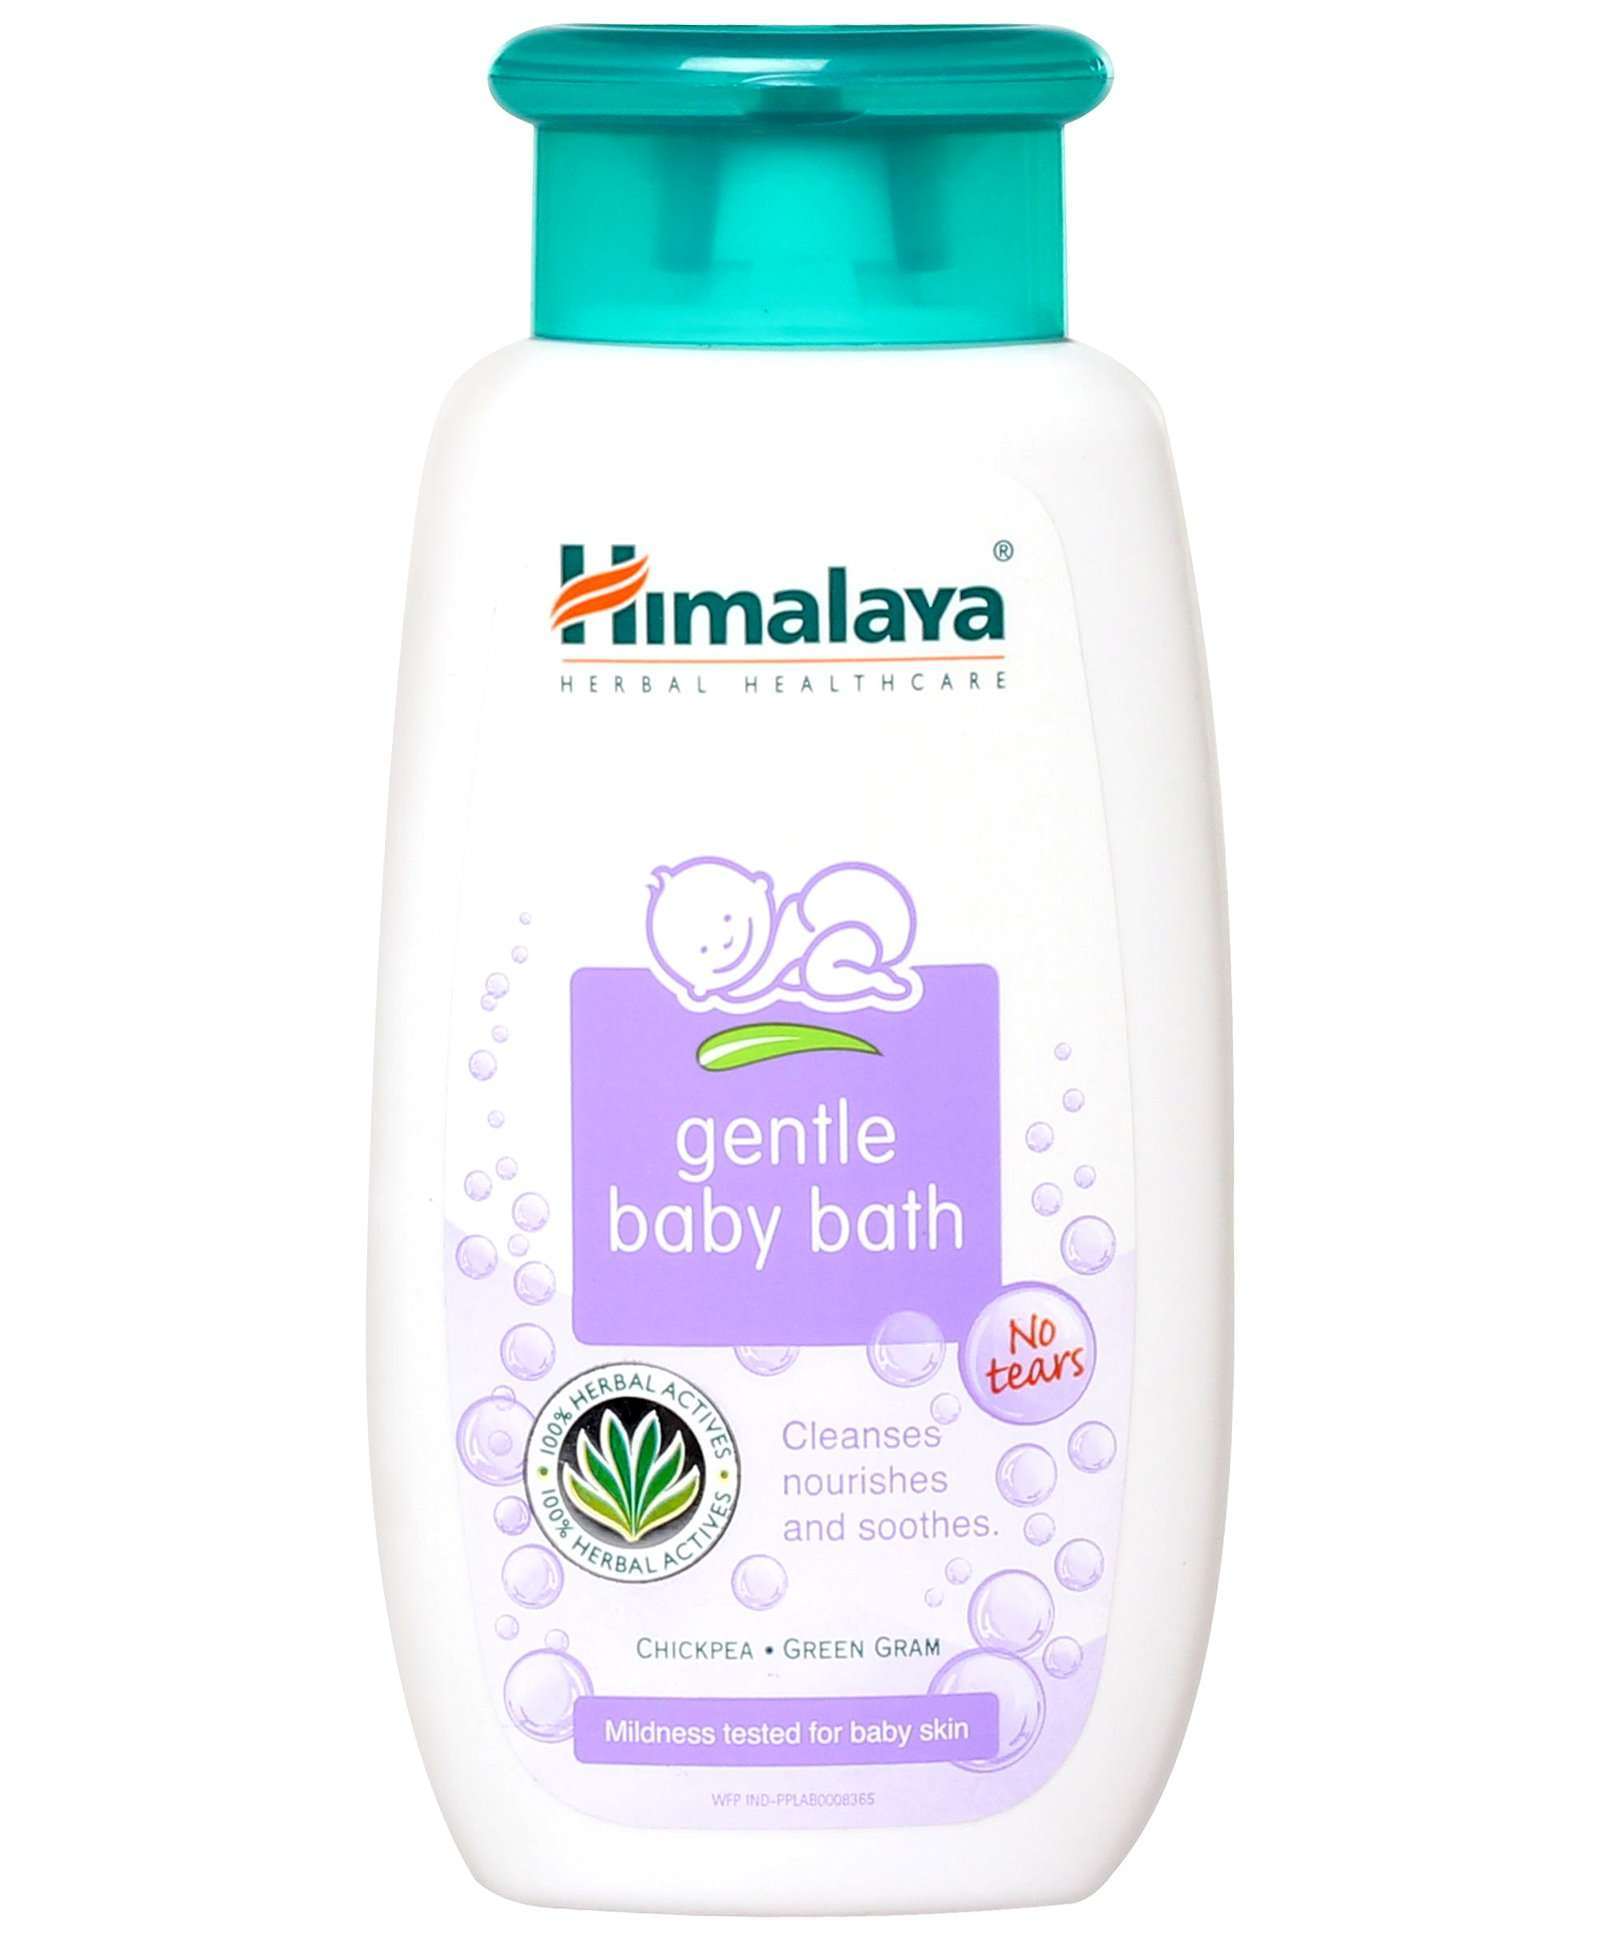 Himalaya®
HERBAL HEALTHCARE
gentle
baby bath
No
tears
100% HERBAL ACTIVES • 100% HERBAL ACTIVES •
Cleanses
nourishes
and soothes.
CHICKPEA • GREEN GRAM
Mildness tested for baby skin
WFP IND-PPLAB0008365